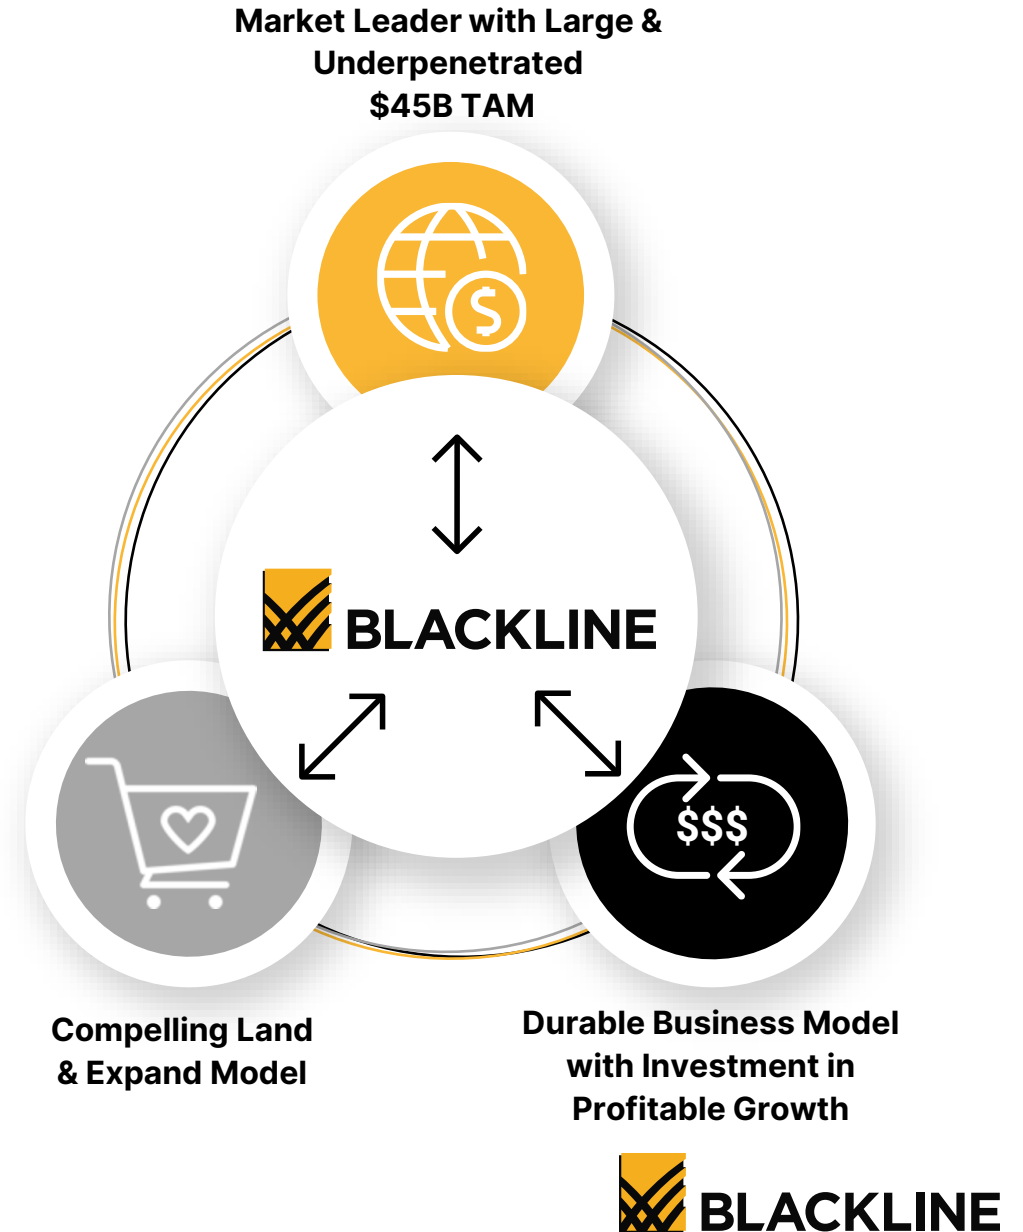 Market Leader with Large &
Underpenetrated
$45B TAM
$
BLACKLINE
$$$
Compelling Land
& Expand Model
Durable Business Model
with Investment in
Profitable Growth
BLACKLINE